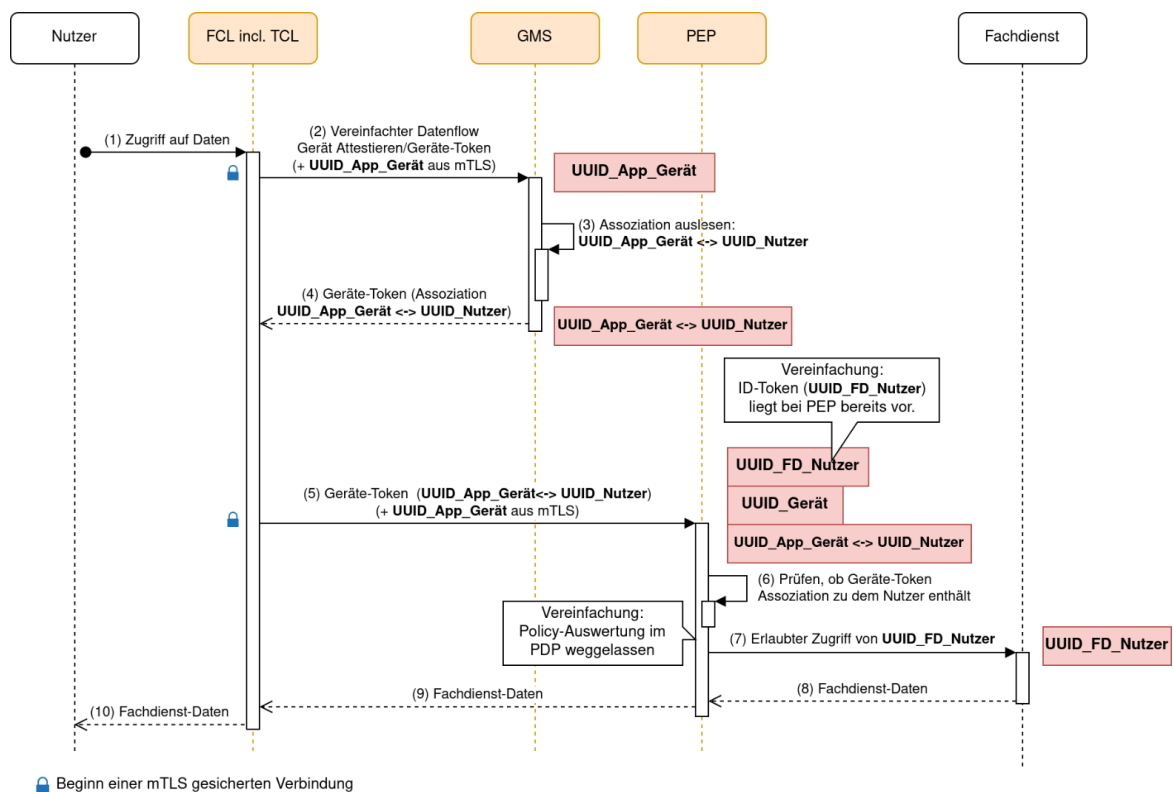 Nutzer
FCL incl. TCL
GMS
PEP
Fachdienst
(1) Zugriff auf Daten
(2) Vereinfachter Datenflow
Gerät Attestieren/Geräte-Token
(+ UUID_App_Gerät aus mTLS)
UUID_App_Gerät
(3) Assoziation auslesen:
UUID_App_Gerät <-> UUID_Nutzer
(4) Geräte-Token (Assoziation
UUID_App_Gerät <-> UUID_Nutzer)
UUID_App_Gerät <-> UUID_Nutzer
Vereinfachung:
ID-Token (UUID_FD_Nutzer)
liegt bei PEP bereits vor.
UUID_FD_Nutzer
UUID_Gerät
UUID_App_Gerät <-> UUID_Nutzer
(5) Geräte-Token (UUID_App_Gerät<-> UUID_Nutzer)
(+ UUID_App_Gerät aus mTLS)
(6) Prüfen, ob Geräte-Token
Assoziation zu dem Nutzer enthält
Vereinfachung:
Policy-Auswertung im
PDP weggelassen
(7) Erlaubter Zugriff von UUID_FD_Nutzer
UUID_FD_Nutzer
(8) Fachdienst-Daten
(9) Fachdienst-Daten
(10) Fachdienst-Daten
Beginn einer mTLS gesicherten Verbindung